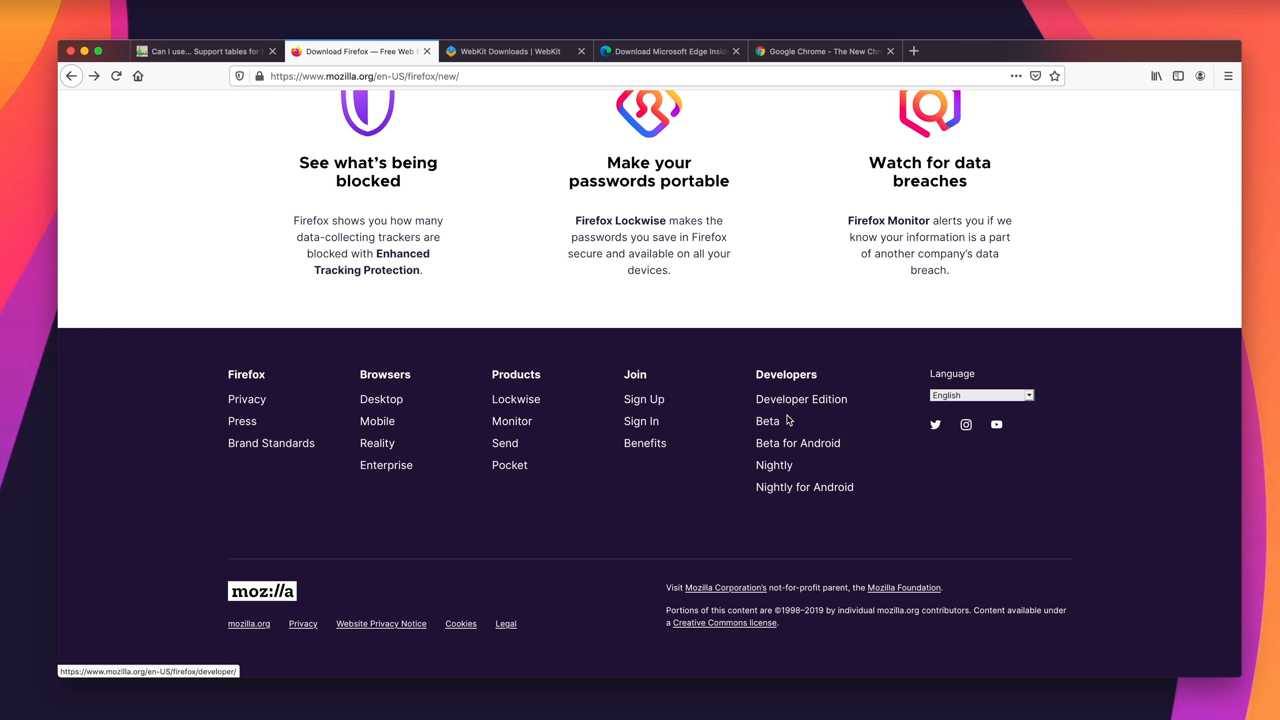 Can I use... Support tables for H
Download Firefox — Free Web B
WebKit Downloads | WebKit
Download Microsoft Edge Insid
Google Chrome - The New Chr
https://www.mozilla.org/en-US/firefox/new/
See what's being
blocked
Firefox shows you how many
data-collecting trackers are
blocked with Enhanced
Tracking Protection.
Make your
passwords portable
Firefox Lockwise makes the
passwords you save in Firefox
secure and available on all your
devices.
Watch for data
breaches
Firefox Monitor alerts you if we
know your information is a part
of another company's data
breach.
Firefox
Privacy
Press
Brand Standards
Browsers
Desktop
Mobile
Reality
Enterprise
Products
Lockwise
Monitor
Send
Pocket
Join
Sign Up
Sign In
Benefits
Developers
Developer Edition
Beta
Beta for Android
Nightly
Nightly for Android
Language
English
moz://a
mozilla.org Privacy Website Privacy Notice Cookies Legal
Visit Mozilla Corporation's not-for-profit parent, the Mozilla Foundation.
Portions of this content are ©1998–2019 by individual mozilla.org contributors. Content available under
a Creative Commons license.
https://www.mozilla.org/en-US/firefox/developer/